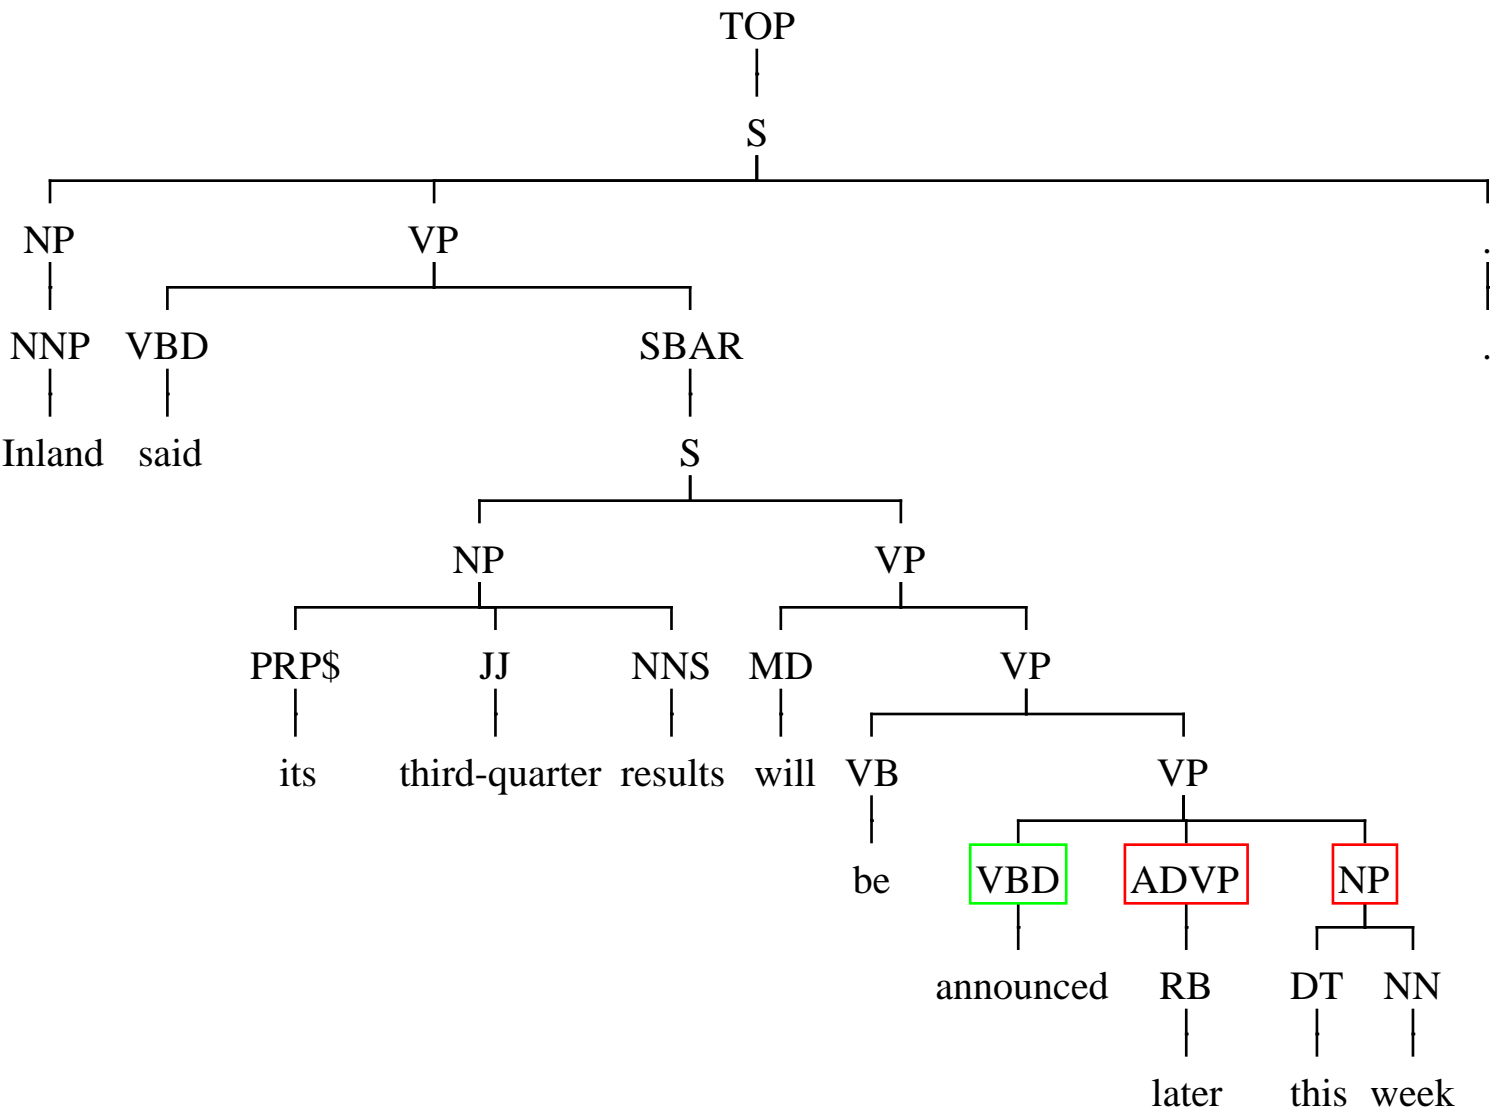 TOP
S
NP VP .
NNP VBD SBAR .
Inland said S
NP VP
PRP$ JJ NNS MD VP
its third-quarter results will VB VP
be VBD ADVP NP
announced RB DT NN
later this week